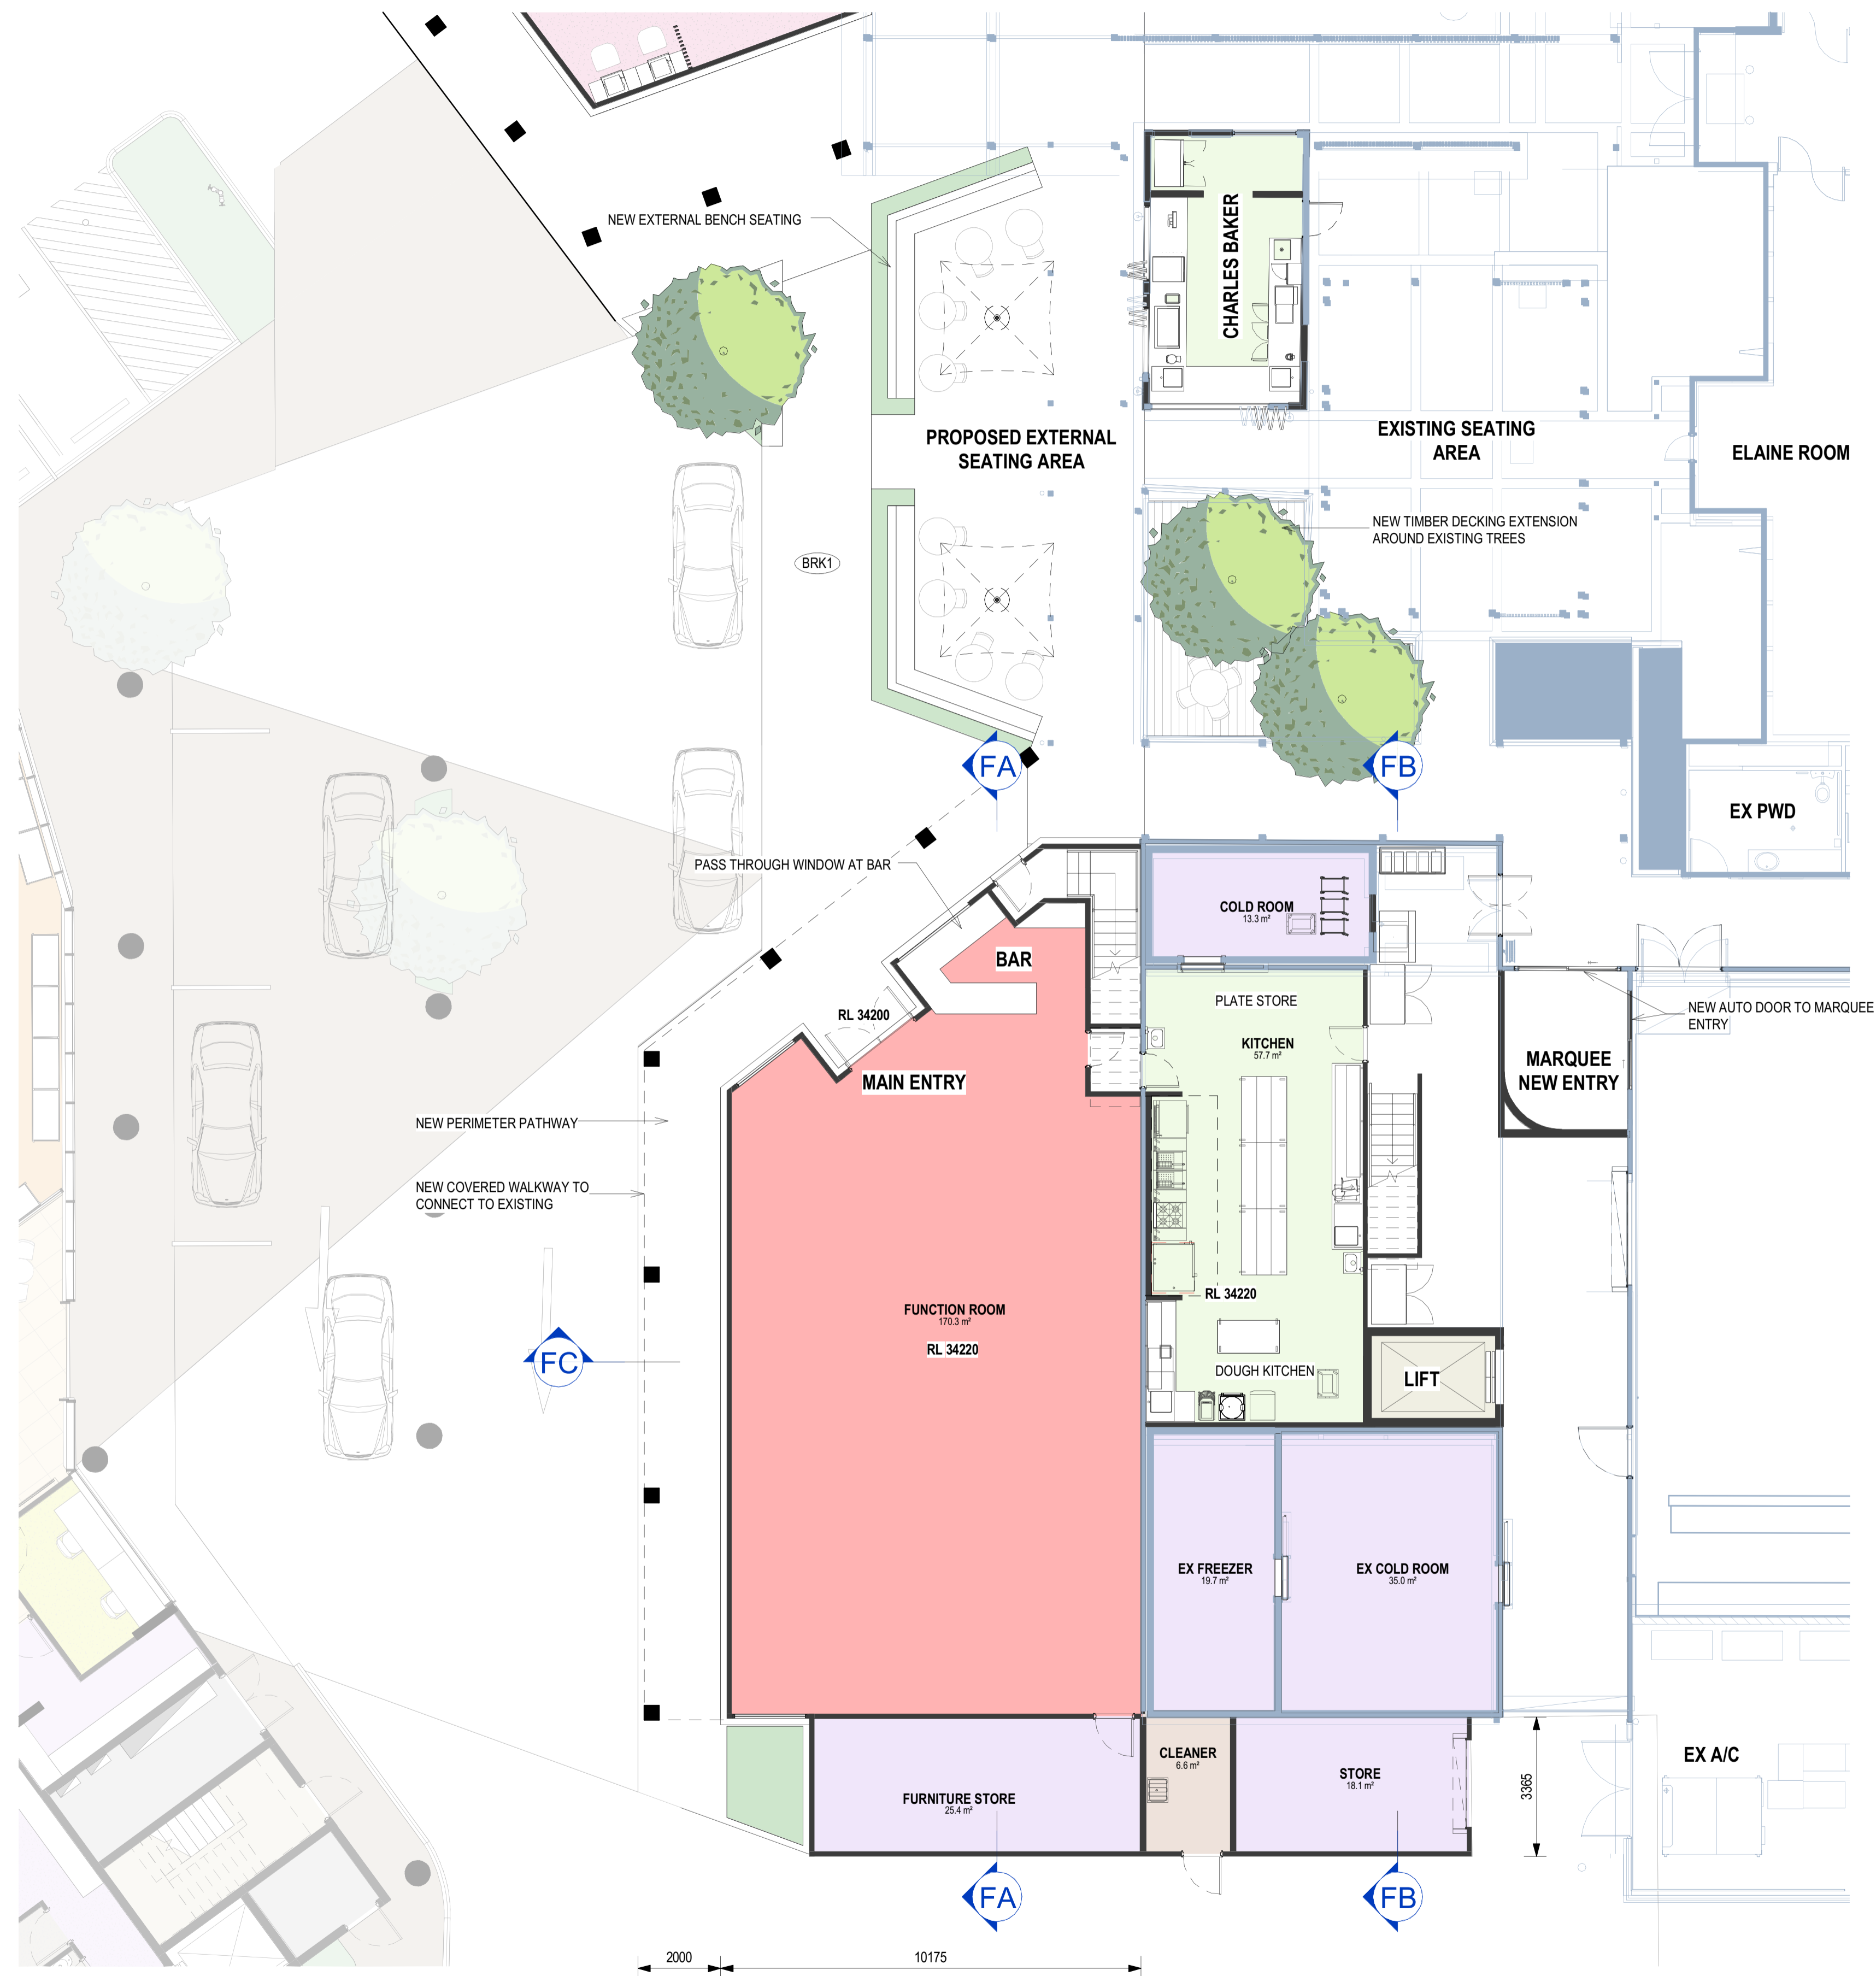 NEW EXTERNAL BENCH SEATING
CHARLES BAKER
PROPOSED EXTERNAL
SEATING AREA
EXISTING SEATING
AREA
ELAINE ROOM
NEW TIMBER DECKING EXTENSION
AROUND EXISTING TREES
BRK1
FA
FB
EX PWD
PASS THROUGH WINDOW AT BAR
COLD ROOM
13.3 m²
BAR
PLATE STORE
RL 34200
NEW AUTO DOOR TO MARQUEE
ENTRY
KITCHEN
57.7 m²
MARQUEE
NEW ENTRY
MAIN ENTRY
NEW PERIMETER PATHWAY
NEW COVERED WALKWAY TO
CONNECT TO EXISTING
RL 34220
FUNCTION ROOM
170.3 m²
RL 34220
FC
DOUGH KITCHEN
LIFT
EX FREEZER
19.7 m²
EX COLD ROOM
35.0 m²
CLEANER
6.6 m²
EX A/C
STORE
18.1 m²
3365
FURNITURE STORE
25.4 m²
FA
FB
2000
10175